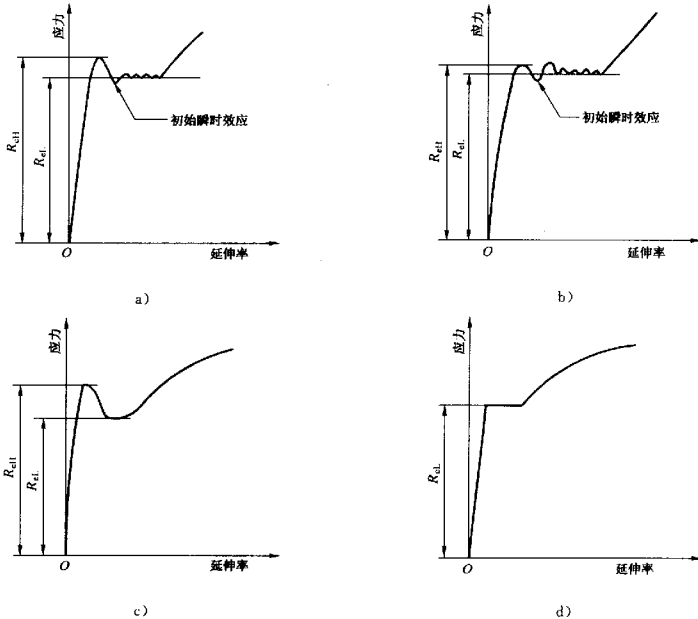 应力
R_eH
R_eL
初始瞬时效应
O
延伸率
a）
应力
R_eH
R_eL
初始瞬时效应
O
延伸率
b）
应力
R_eH
R_eL
O
延伸率
c）
应力
R_eL
O
延伸率
d）